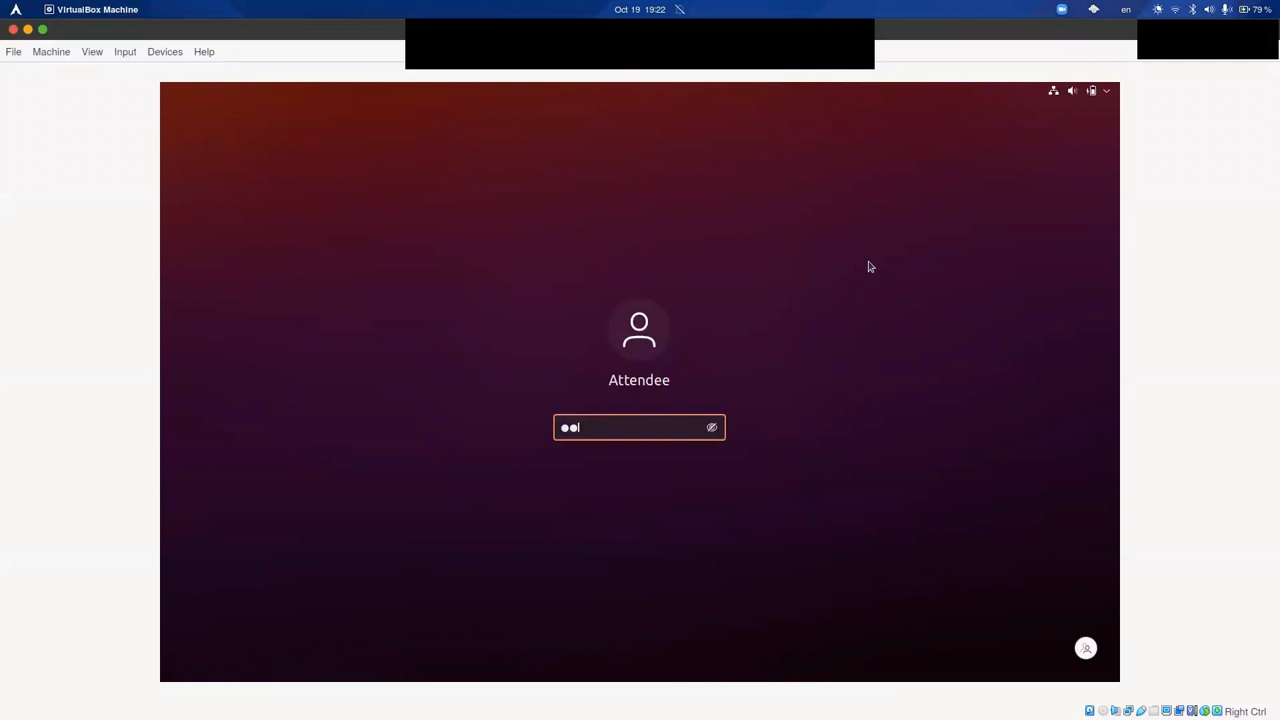 VirtualBox Machine
Oct 19 19:22
en
79 %
File Machine View Input Devices Help
Attendee
Right Ctrl